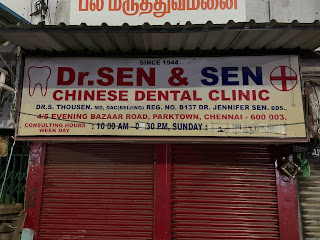 பல் மருத்துவமனை
SINCE 1944
Dr.SEN & SEN
CHINESE DENTAL CLINIC
DR.S. THOUSEN. MD, DAC(BEIJING) REG. NO. 8137 DR. JENNIFER SEN. BDS.,
4/5 EVENING BAZAAR ROAD, PARKTOWN, CHENNAI - 600 003.
CONSULTING HOURS : 10 00 AM - 30 PM, SUNDAY :
WEEK DAY